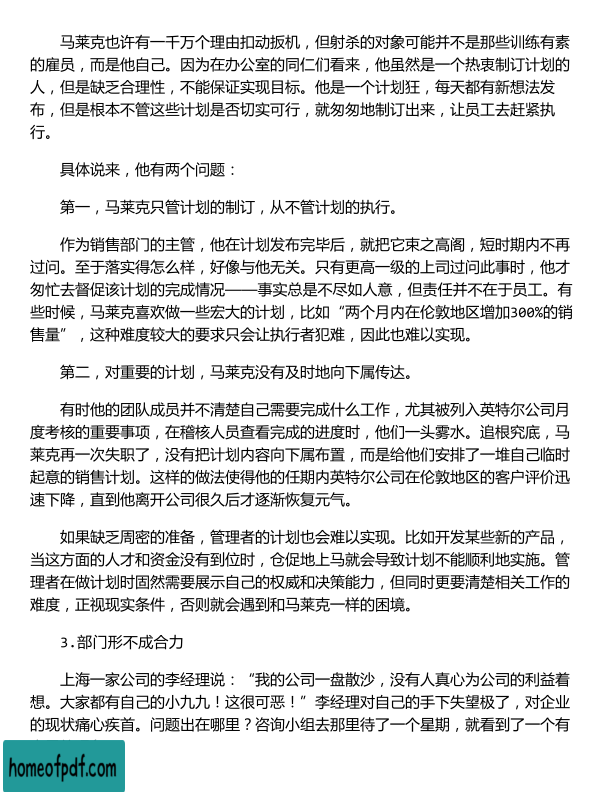 马莱克也许有一千万个理由扣动扳机，但射杀的对象可能并不是那些训练有素
的雇员，而是他自己。因为在办公室的同仁们看来，他虽然是一个热衷制订计划的
人，但是缺乏合理性，不能保证实现目标。他是一个计划狂，每天都有新想法发
布，但是根本不管这些计划是否切实可行，就匆匆地制订出来，让员工去赶紧执
行。
具体说来，他有两个问题：
第一，马莱克只管计划的制订，从不管计划的执行。
作为销售部门的主管，他在计划发布完毕后，就把它束之高阁，短时期内不再
过问。至于落实得怎么样，好像与他无关。只有更高一级的上司过问此事时，他才
匆忙去督促该计划的完成情况——事实总是不尽如人意，但责任并不在于员工。有
些时候，马莱克喜欢做一些宏大的计划，比如“两个月内在伦敦地区增加300%的销
售量”，这种难度较大的要求只会让执行者犯难，因此也难以实现。
第二，对重要的计划，马莱克没有及时地向下属传达。
有时他的团队成员并不清楚自己需要完成什么工作，尤其被列入英特尔公司月
度考核的重要事项，在稽核人员查看完成的进度时，他们一头雾水。追根究底，马
莱克再一次失职了，没有把计划内容向下属布置，而是给他们安排了一堆自己临时
起意的销售计划。这样的做法使得他的任期内英特尔公司在伦敦地区的客户评价迅
速下降，直到他离开公司很久后才逐渐恢复元气。
如果缺乏周密的准备，管理者的计划也会难以实现。比如开发某些新的产品，
当这方面的人才和资金没有到位时，仓促地上马就会导致计划不能顺利地实施。管
理者在做计划时固然需要展示自己的权威和决策能力，但同时更要清楚相关工作的
难度，正视现实条件，否则就会遇到和马莱克一样的困境。
3.部门形不成合力
上海一家公司的李经理说：“我的公司一盘散沙，没有人真心为公司的利益着
想。大家都有自己的小九九！这很可恶！”李经理对自己的手下失望极了，对企业
的现状痛心疾首。问题出在哪里？咨询小组去那里待了一个星期，就看到了一个有
homeofpdf.com